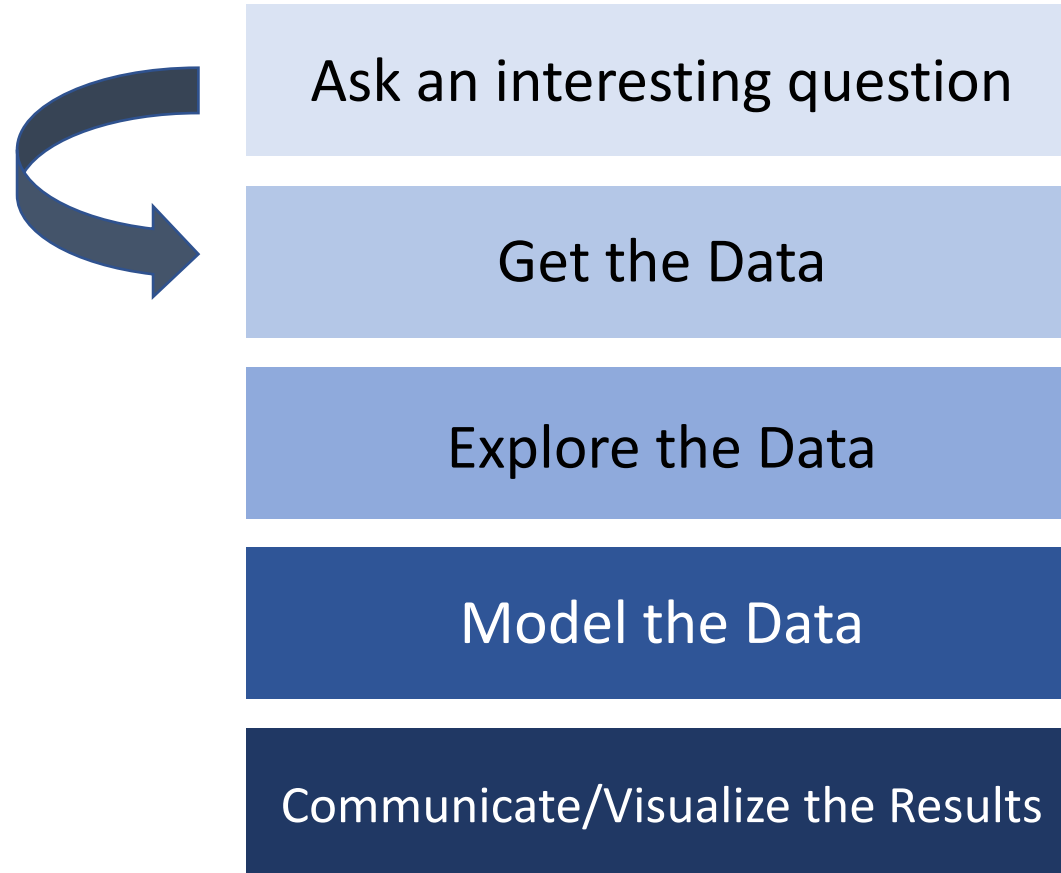 Ask an interesting question
Get the Data
Explore the Data
Model the Data
Communicate/Visualize the Results